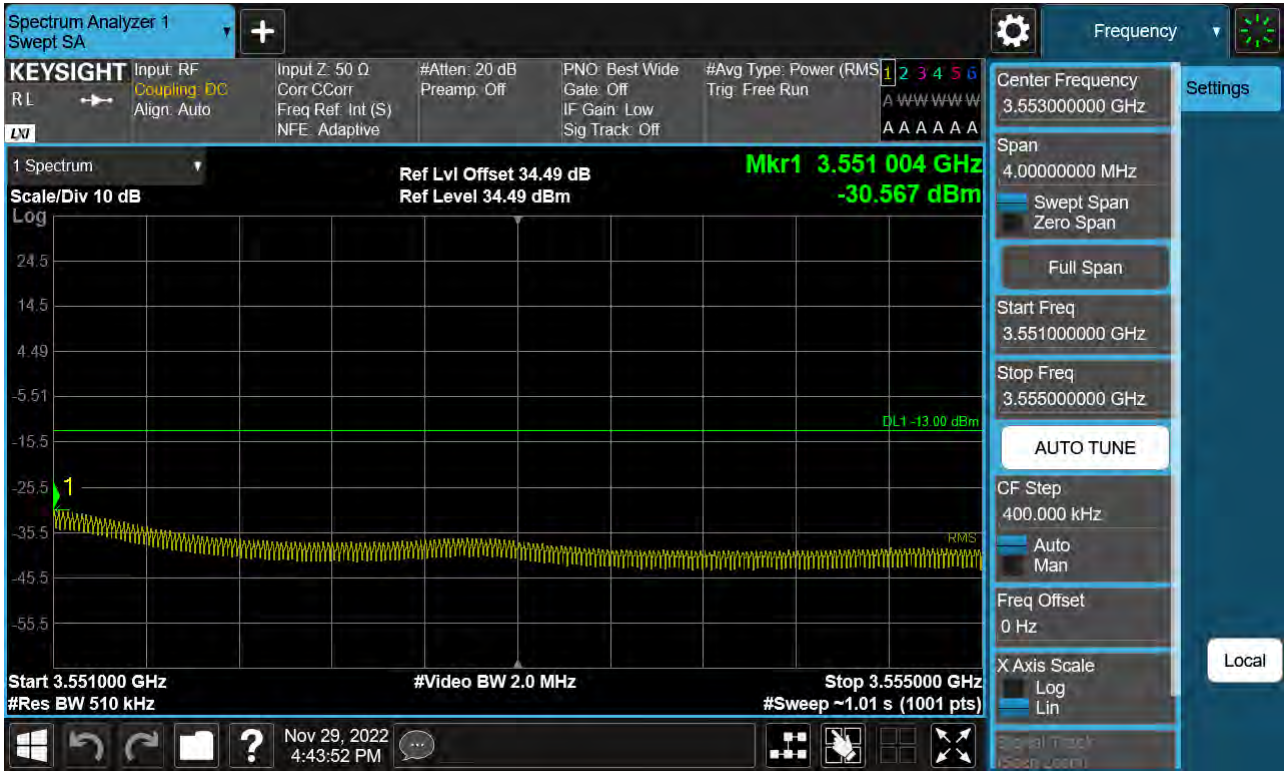 Spectrum Analyzer 1
Swept SA
Frequency
KEYSIGHT
RL
LXI
Input: RF
Coupling: DC
Align: Auto
Input Z: 50 Ω
Corr CCorr
Freq Ref: Int (S)
NFE: Adaptive
#Atten: 20 dB
Preamp: Off
PNO: Best Wide
Gate: Off
IF Gain: Low
Sig Track: Off
#Avg Type: Power (RMS
Trig: Free Run
1 2 3 4 5 6
A W W W W W
A A A A A A
1 Spectrum
Scale/Div 10 dB
Log
Ref Lvl Offset 34.49 dB
Ref Level 34.49 dBm
Mkr1 3.551 004 GHz
-30.567 dBm
24.5
14.5
4.49
-5.51
DL1 -13.00 dBm
-15.5
-25.5
1
-35.5
RMS
-45.5
-55.5
Start 3.551000 GHz
#Res BW 510 kHz
#Video BW 2.0 MHz
Stop 3.555000 GHz
#Sweep ~1.01 s (1001 pts)
Center Frequency
3.553000000 GHz
Settings
Span
4.00000000 MHz
Swept Span
Zero Span
Full Span
Start Freq
3.551000000 GHz
Stop Freq
3.555000000 GHz
AUTO TUNE
CF Step
400.000 kHz
Auto
Man
Freq Offset
0 Hz
X Axis Scale
Log
Lin
Signal Track
(Span Zoom)
Local
?
Nov 29, 2022
4:43:52 PM